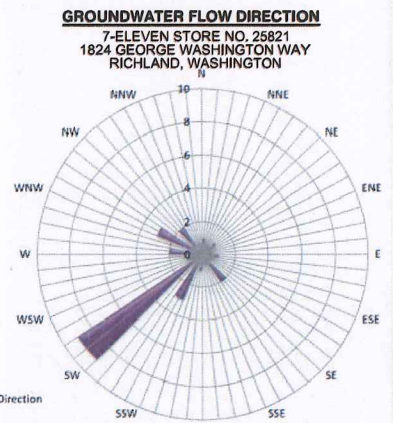 GROUNDWATER FLOW DIRECTION
7-ELEVEN STORE NO. 25821
1824 GEORGE WASHINGTON WAY
RICHLAND, WASHINGTON
N
NNW
10
NNE
NW
8
NE
6
WNW
4
ENE
2
W
0
E
WSW
ESE
SW
SE
Direction
SSW
SSE